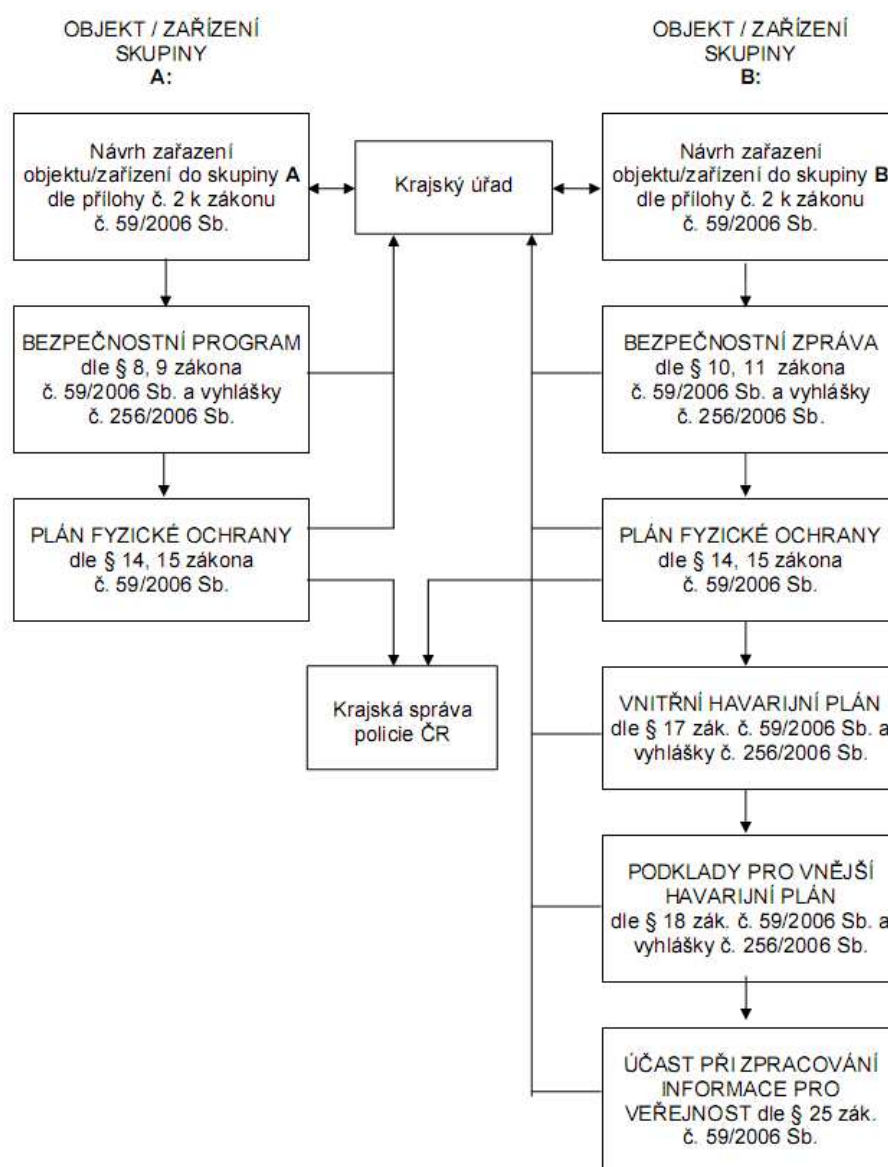 OBJEKT / ZAŘÍZENÍ
SKUPINY
A:
OBJEKT / ZAŘÍZENÍ
SKUPINY
B:
Návrh zařazení
objektu/zařízení do skupiny A
dle přílohy č. 2 k zákonu
č. 59/2006 Sb.
Krajský úřad
Návrh zařazení
objektu/zařízení do skupiny B
dle přílohy č. 2 k zákonu
č. 59/2006 Sb.
BEZPEČNOSTNÍ PROGRAM
dle § 8, 9 zákona
č. 59/2006 Sb. a vyhlášky
č. 256/2006 Sb.
BEZPEČNOSTNÍ ZPRÁVA
dle § 10, 11 zákona
č. 59/2006 Sb. a vyhlášky
č. 256/2006 Sb.
PLÁN FYZICKÉ OCHRANY
dle § 14, 15 zákona
č. 59/2006 Sb.
PLÁN FYZICKÉ OCHRANY
dle § 14, 15 zákona
č. 59/2006 Sb.
Krajská správa
policie ČR
VNITŘNÍ HAVARIJNÍ PLÁN
dle § 17 zák. č. 59/2006 Sb. a
vyhlášky č. 256/2006 Sb.
PODKLADY PRO VNĚJŠÍ
HAVARIJNÍ PLÁN
dle § 18 zák. č. 59/2006 Sb. a
vyhlášky č. 256/2006 Sb.
ÚČAST PŘI ZPRACOVÁNÍ
INFORMACE PRO
VEŘEJNOST dle § 25 zák.
č. 59/2006 Sb.